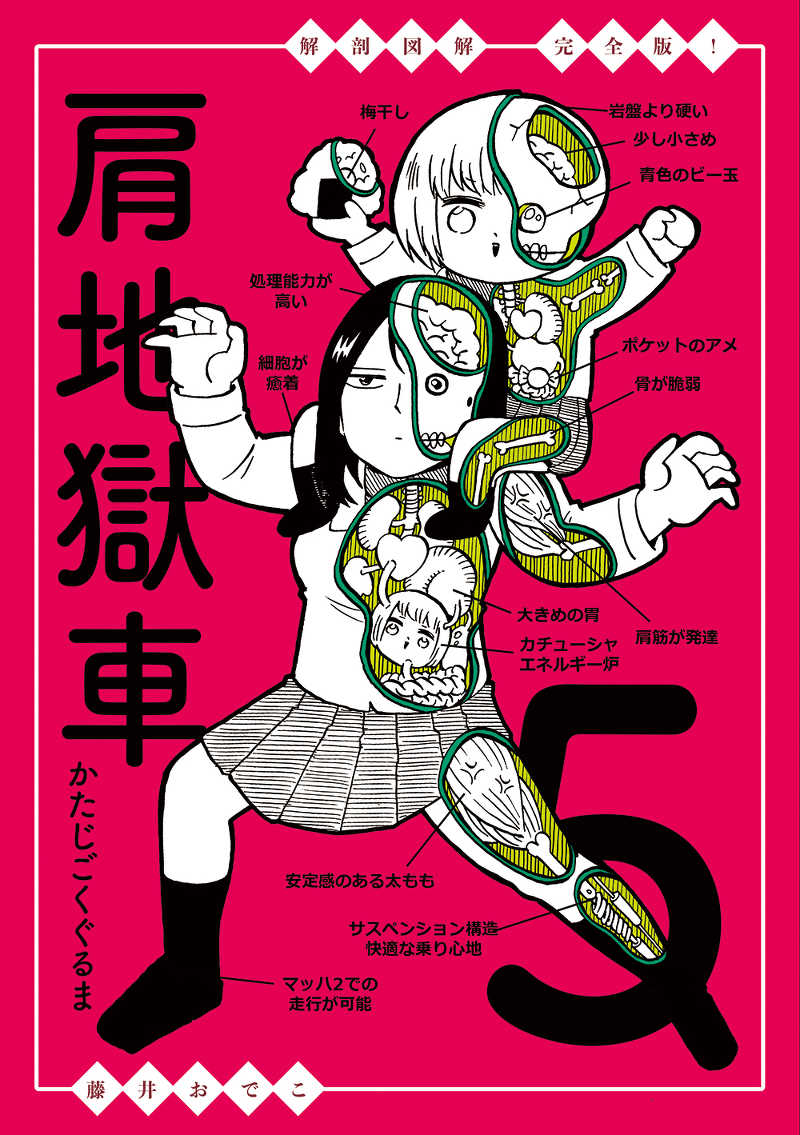 解剖図解 完全版!
肩地獄車
かたじごくぐるま
5
梅干し
岩盤より硬い
少し小さめ
青色のビー玉
処理能力が
高い
ポケットのアメ
細胞が
癒着
骨が脆弱
大きめの胃
肩筋が発達
カチューシャ
エネルギー炉
安定感のある太もも
サスペンション構造
快適な乗り心地
マッハ2での
走行が可能
藤井おでこ